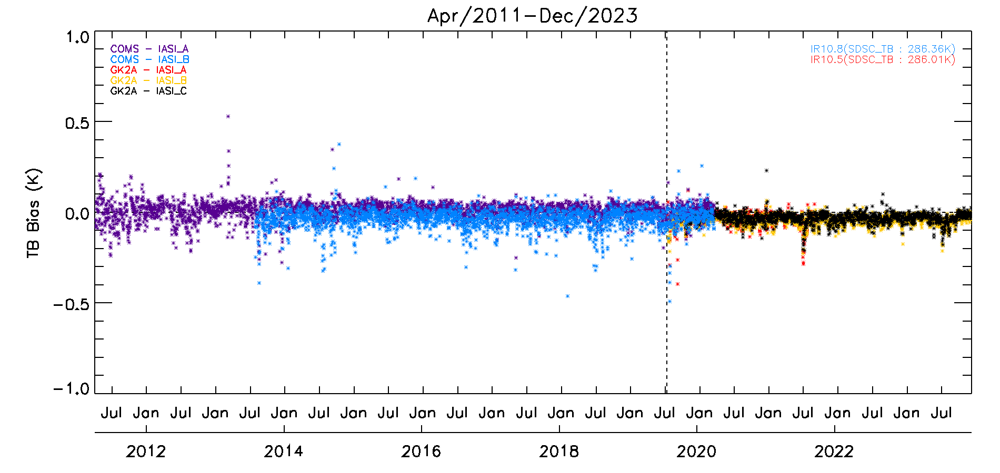 Apr/2011-Dec/2023
COMS - IASI_A
COMS - IASI_B
GK2A - IASI_A
GK2A - IASI_B
GK2A - IASI_C
IR10.8(SDSC_TB : 286.36K)
IR10.5(SDSC_TB : 286.01K)
TB Bias (K)
1.0
0.5
0.0
-0.5
-1.0
Jul Jan Jul Jan Jul Jan Jul Jan Jul Jan Jul Jan Jul Jan Jul Jan Jul Jan Jul Jan Jul Jan Jul Jan Jul
2012 2014 2016 2018 2020 2022